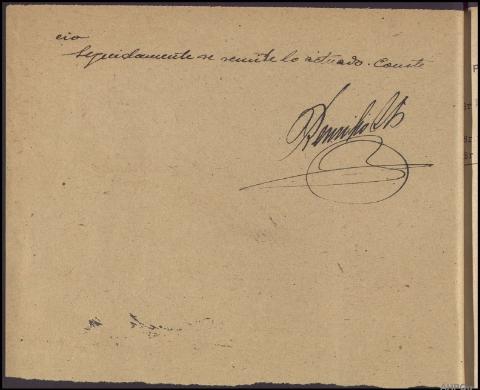 cio
Seguidamente se remite lo actuado. Conste